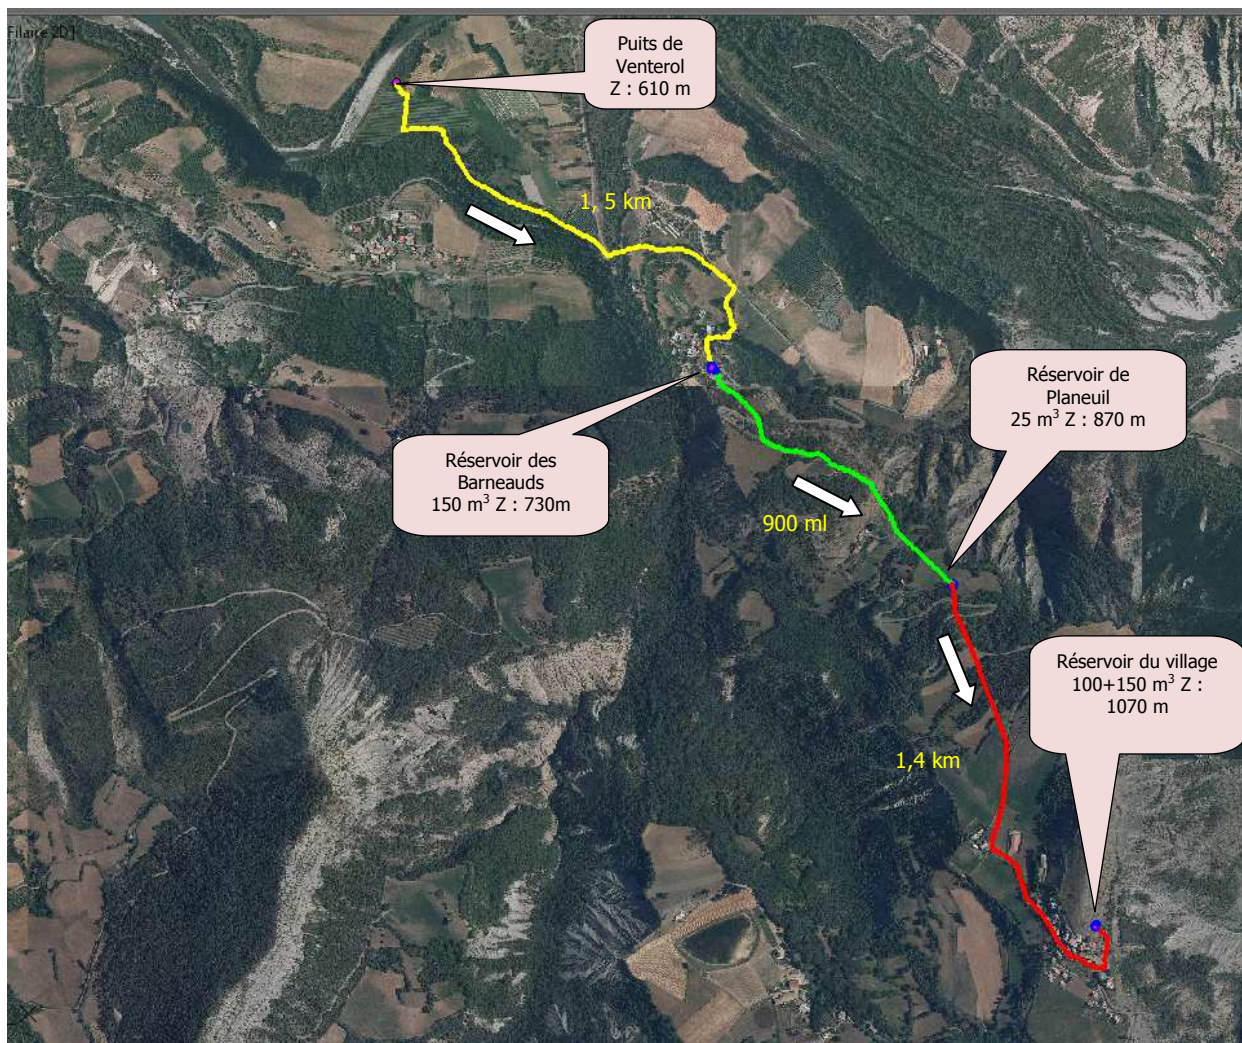 Filaire 2D]
Puits de
Venterol
Z : 610 m
1, 5 km
Réservoir de
Planeuil
25 m³ Z : 870 m
Réservoir des
Barneauds
150 m³ Z : 730m
900 ml
Réservoir du village
100+150 m³ Z :
1070 m
1,4 km